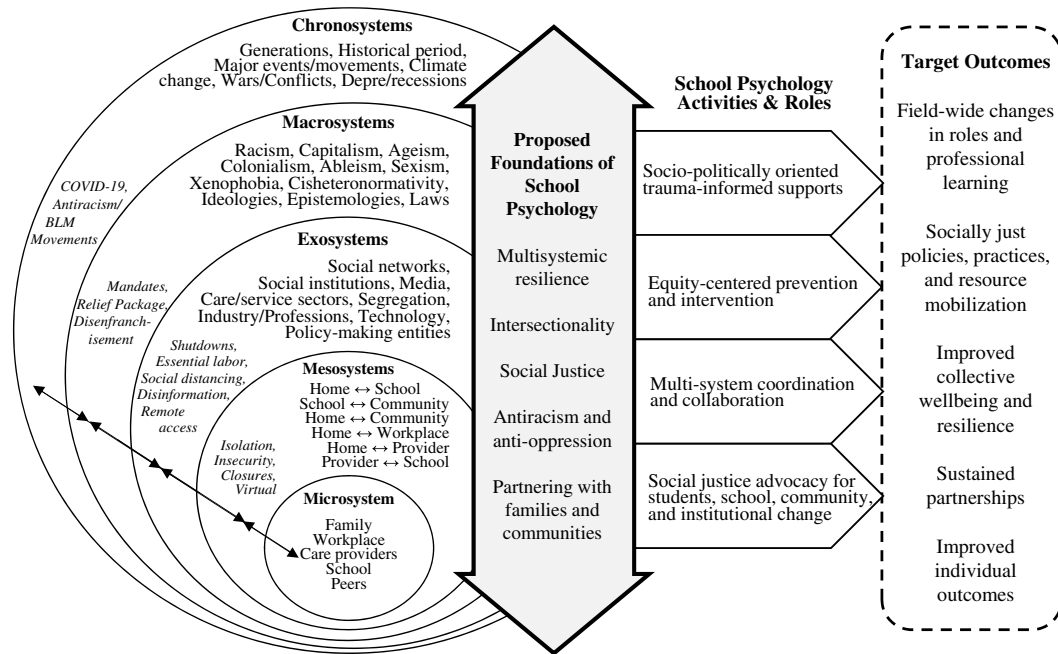 Chronosystems
Generations, Historical period,
Major events/movements, Climate
change, Wars/Conflicts, Depre/recessions
Macrosystems
Racism, Capitalism, Ageism,
Colonialism, Ableism, Sexism,
Xenophobia, Cisheteronormativity,
Ideologies, Epistemologies, Laws
COVID-19,
Antiracism/
BLM
Movements
Exosystems
Social networks,
Social institutions, Media,
Care/service sectors, Segregation,
Industry/Professions, Technology,
Policy-making entities
Mandates,
Relief Package,
Disenfranch-
isement
Mesosystems
Home ↔ School
School ↔ Community
Home ↔ Community
Home ↔ Workplace
Home ↔ Provider
Provider ↔ School
Shutdowns,
Essential labor,
Social distancing,
Disinformation,
Remote
access
Isolation,
Insecurity,
Closures,
Virtual
Microsystem
Family
Workplace
Care providers
School
Peers
Proposed
Foundations of
School
Psychology
Multisystemic
resilience
Intersectionality
Social Justice
Antiracism and
anti-oppression
Partnering with
families and
communities
School Psychology
Activities & Roles
Socio-politically oriented
trauma-informed supports
Equity-centered prevention
and intervention
Multi-system coordination
and collaboration
Social justice advocacy for
students, school, community,
and institutional change
Target Outcomes
Field-wide changes
in roles and
professional
learning
Socially just
policies, practices,
and resource
mobilization
Improved
collective
wellbeing and
resilience
Sustained
partnerships
Improved
individual
outcomes